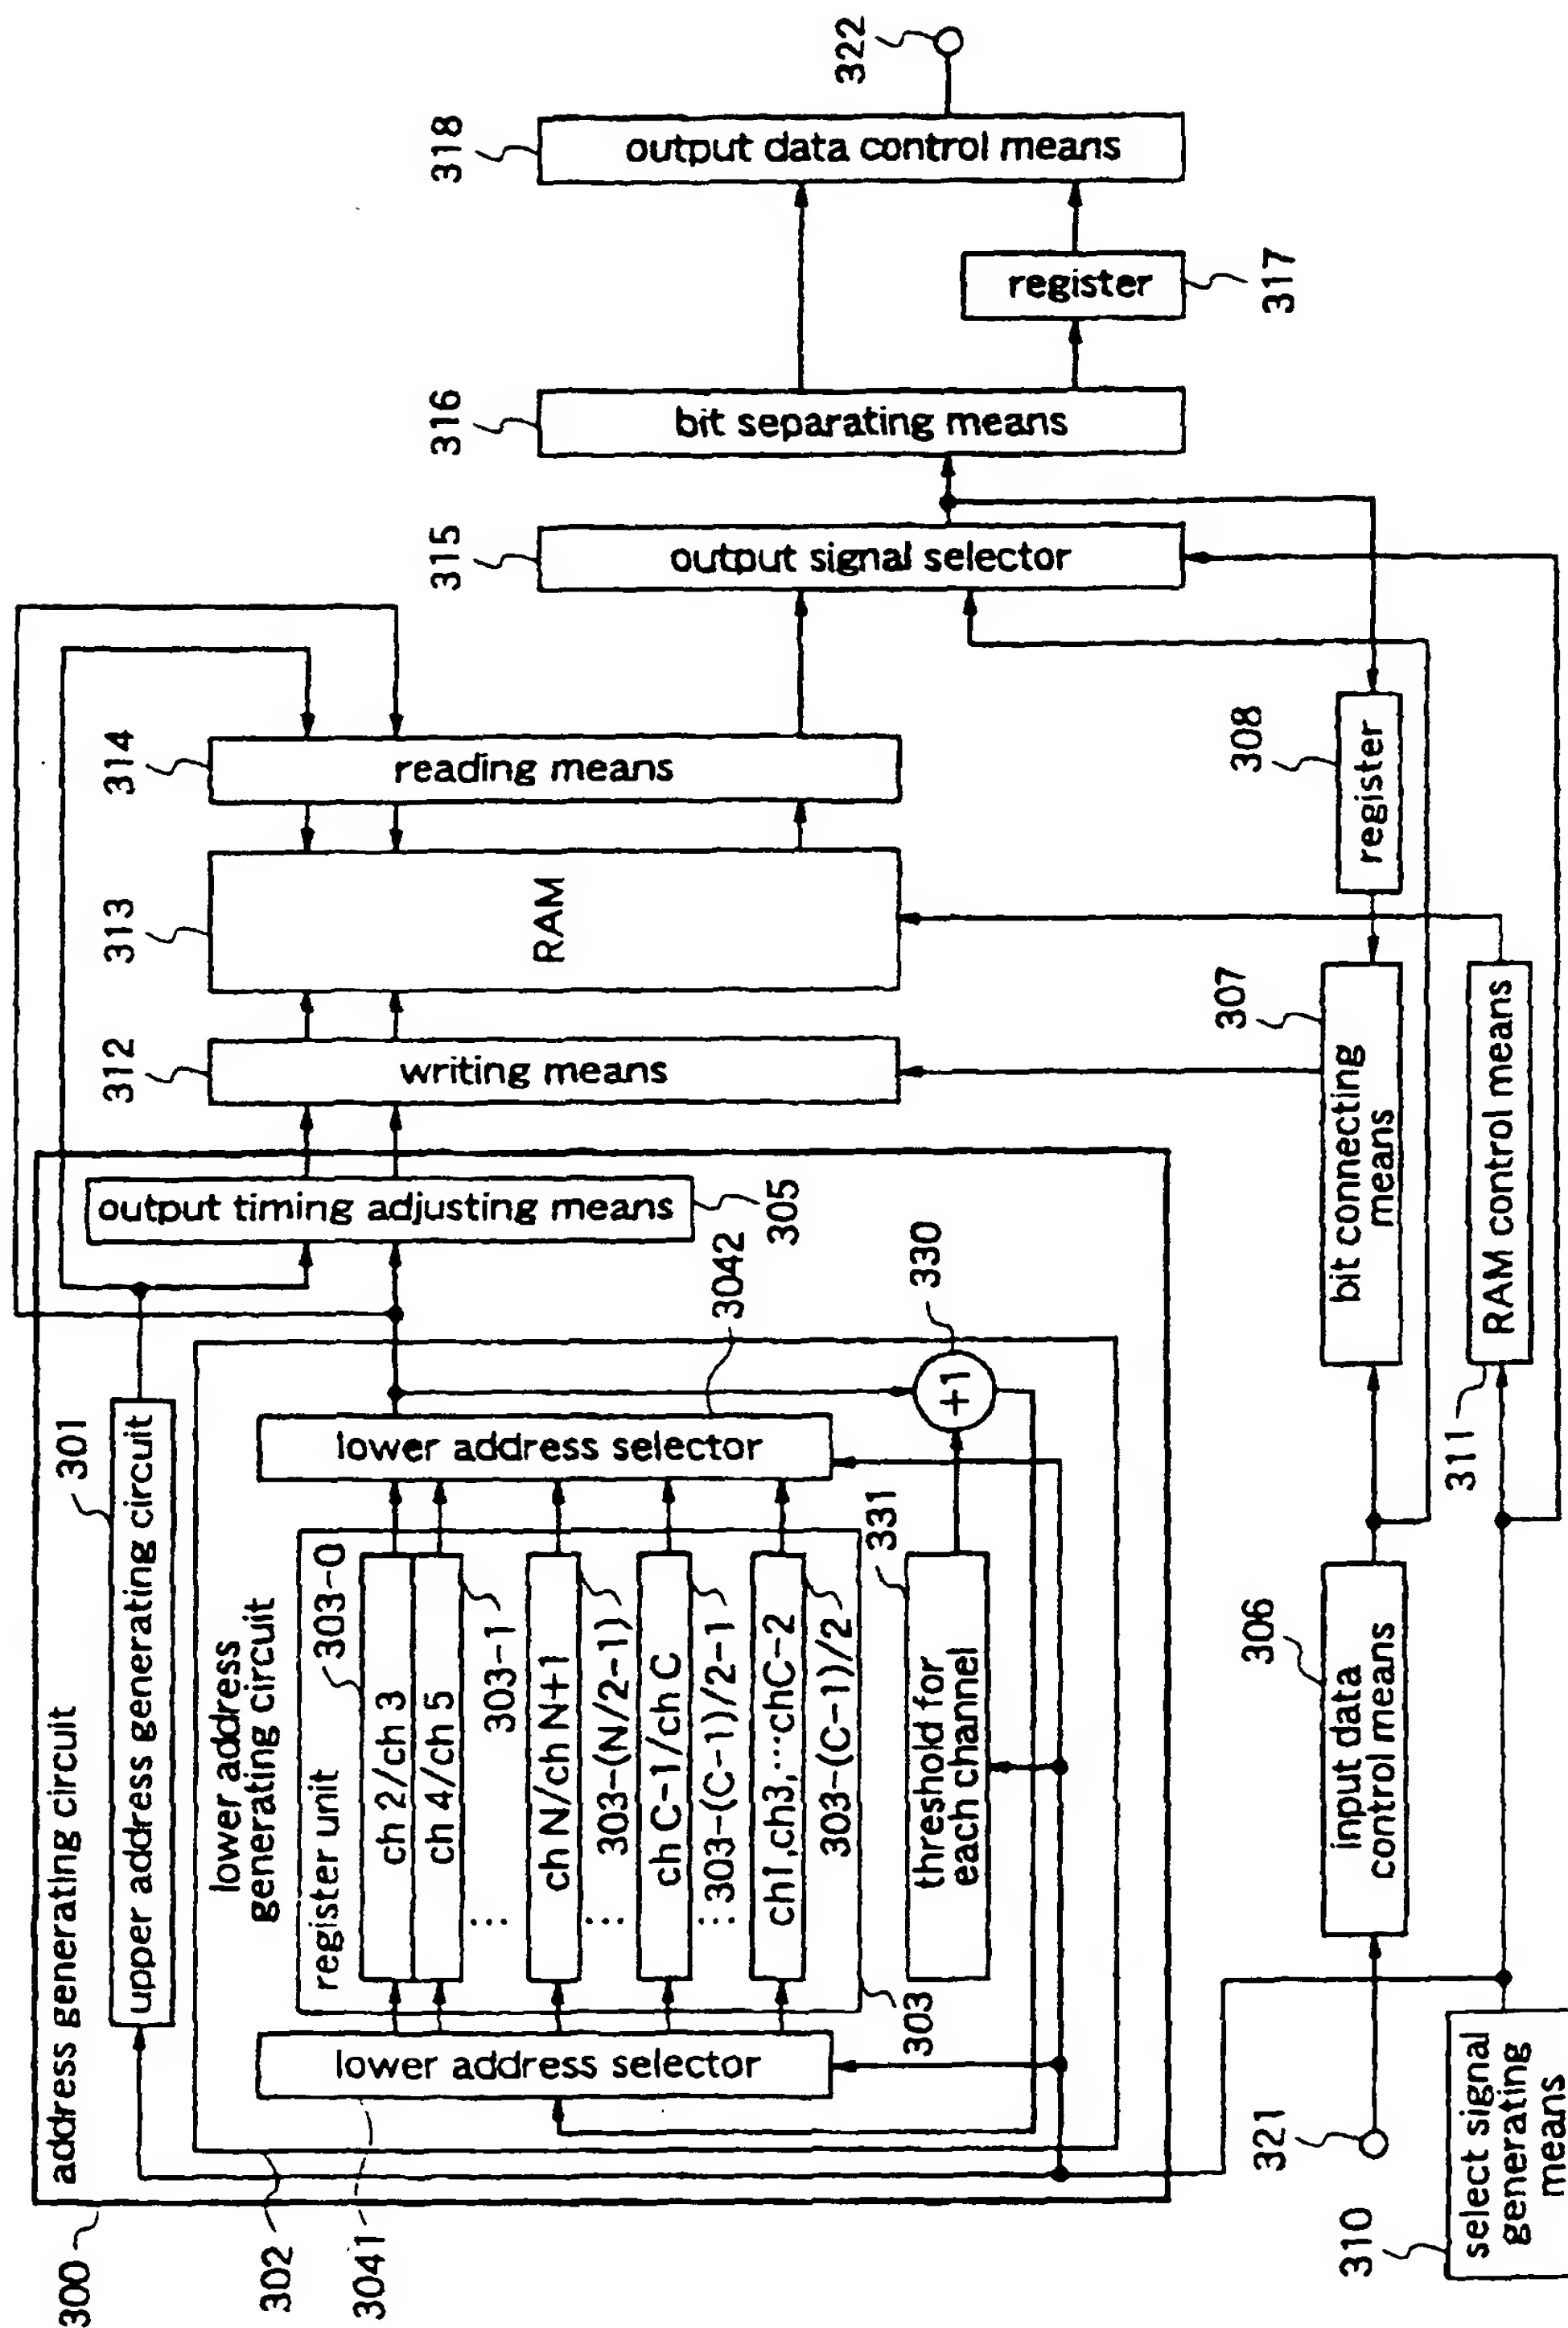 300
address generating circuit
301
upper address generating circuit
302
lower address
generating circuit
3041
lower address selector
303
register unit
303-0
ch 2/ch 3
ch 4/ch 5
303-1
...
ch N/ch N+1
303-(N/2-1)
...
ch C-1/ch C
303-(C-1)/2-1
...
ch1,ch3,...chC-2
303-(C-1)/2
331
threshold for
each channel
lower address selector
3042
+1
330
output timing adjusting means
305
312
writing means
313
RAM
314
reading means
315
output signal selector
316
bit separating means
register
317
318
output data control means
322
321
306
input data
control means
307
bit connecting
means
308
register
310
select signal
generating
means
311
RAM control means